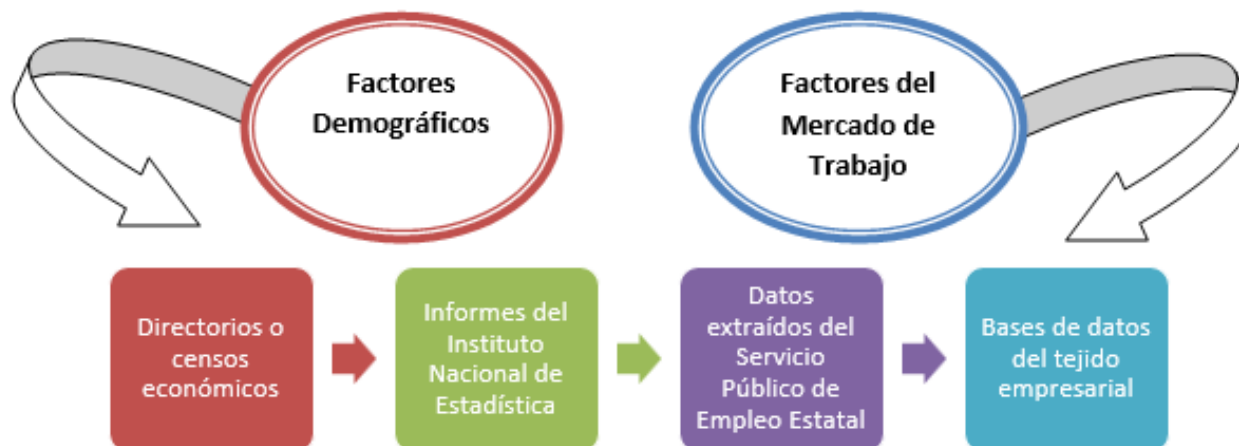 Factores
Demográficos
Factores del
Mercado de
Trabajo
Directorios o
censos
económicos
Informes del
Instituto
Nacional de
Estadística
Datos
extraídos del
Servicio
Público de
Empleo Estatal
Bases de datos
del tejido
empresarial